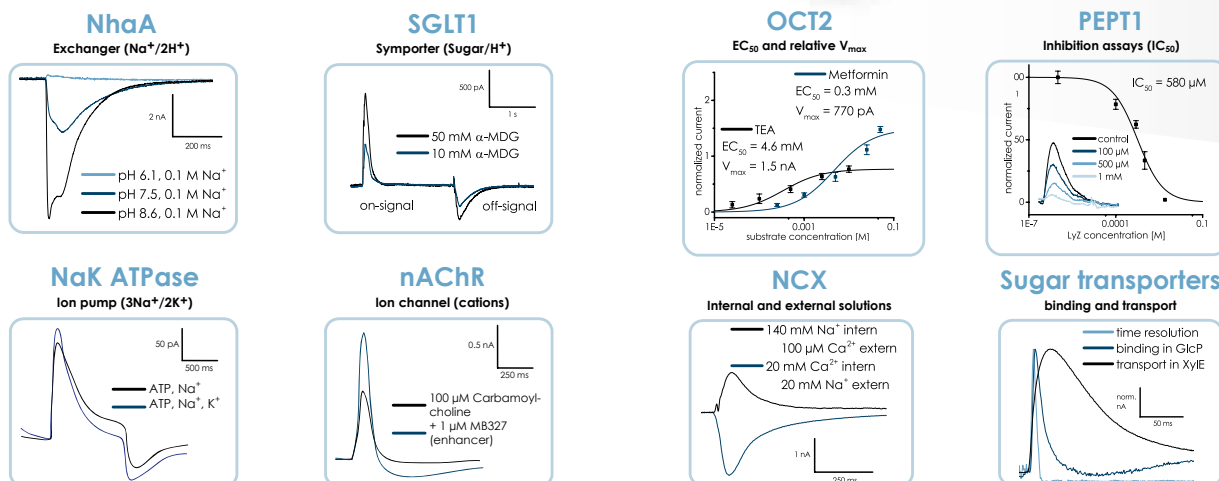 NhaA
Exchanger (Na⁺/2H⁺)
2 nA
200 ms
pH 6.1, 0.1 M Na⁺
pH 7.5, 0.1 M Na⁺
pH 8.6, 0.1 M Na⁺
SGLT1
Symporter (Sugar/H⁺)
500 pA
1 s
50 mM α-MDG
10 mM α-MDG
on-signal
off-signal
OCT2
EC₅₀ and relative Vₘₐₓ
Metformin
EC₅₀ = 0.3 mM
Vₘₐₓ = 770 pA
TEA
EC₅₀ = 4.6 mM
Vₘₐₓ = 1.5 nA
normalized current
2
1
0
1E-5
0.001
0.1
substrate concentration [M]
PEPT1
Inhibition assays (IC₅₀)
IC₅₀ = 580 µM
control
100 µM
500 µM
1 mM
normalized current
00
1
50
0
1E-7
0.0001
0.1
LyZ concentration [M]
NaK ATPase
Ion pump (3Na⁺/2K⁺)
50 pA
500 ms
ATP, Na⁺
ATP, Na⁺, K⁺
nAChR
Ion channel (cations)
0.5 nA
250 ms
100 µM Carbamoyl-
choline
+ 1 µM MB327
(enhancer)
NCX
Internal and external solutions
140 mM Na⁺ intern
100 µM Ca²⁺ extern
20 mM Ca²⁺ intern
20 mM Na⁺ extern
1 nA
250 ms
Sugar transporters
binding and transport
time resolution
binding in GlcP
transport in XylE
norm.
nA
50 ms